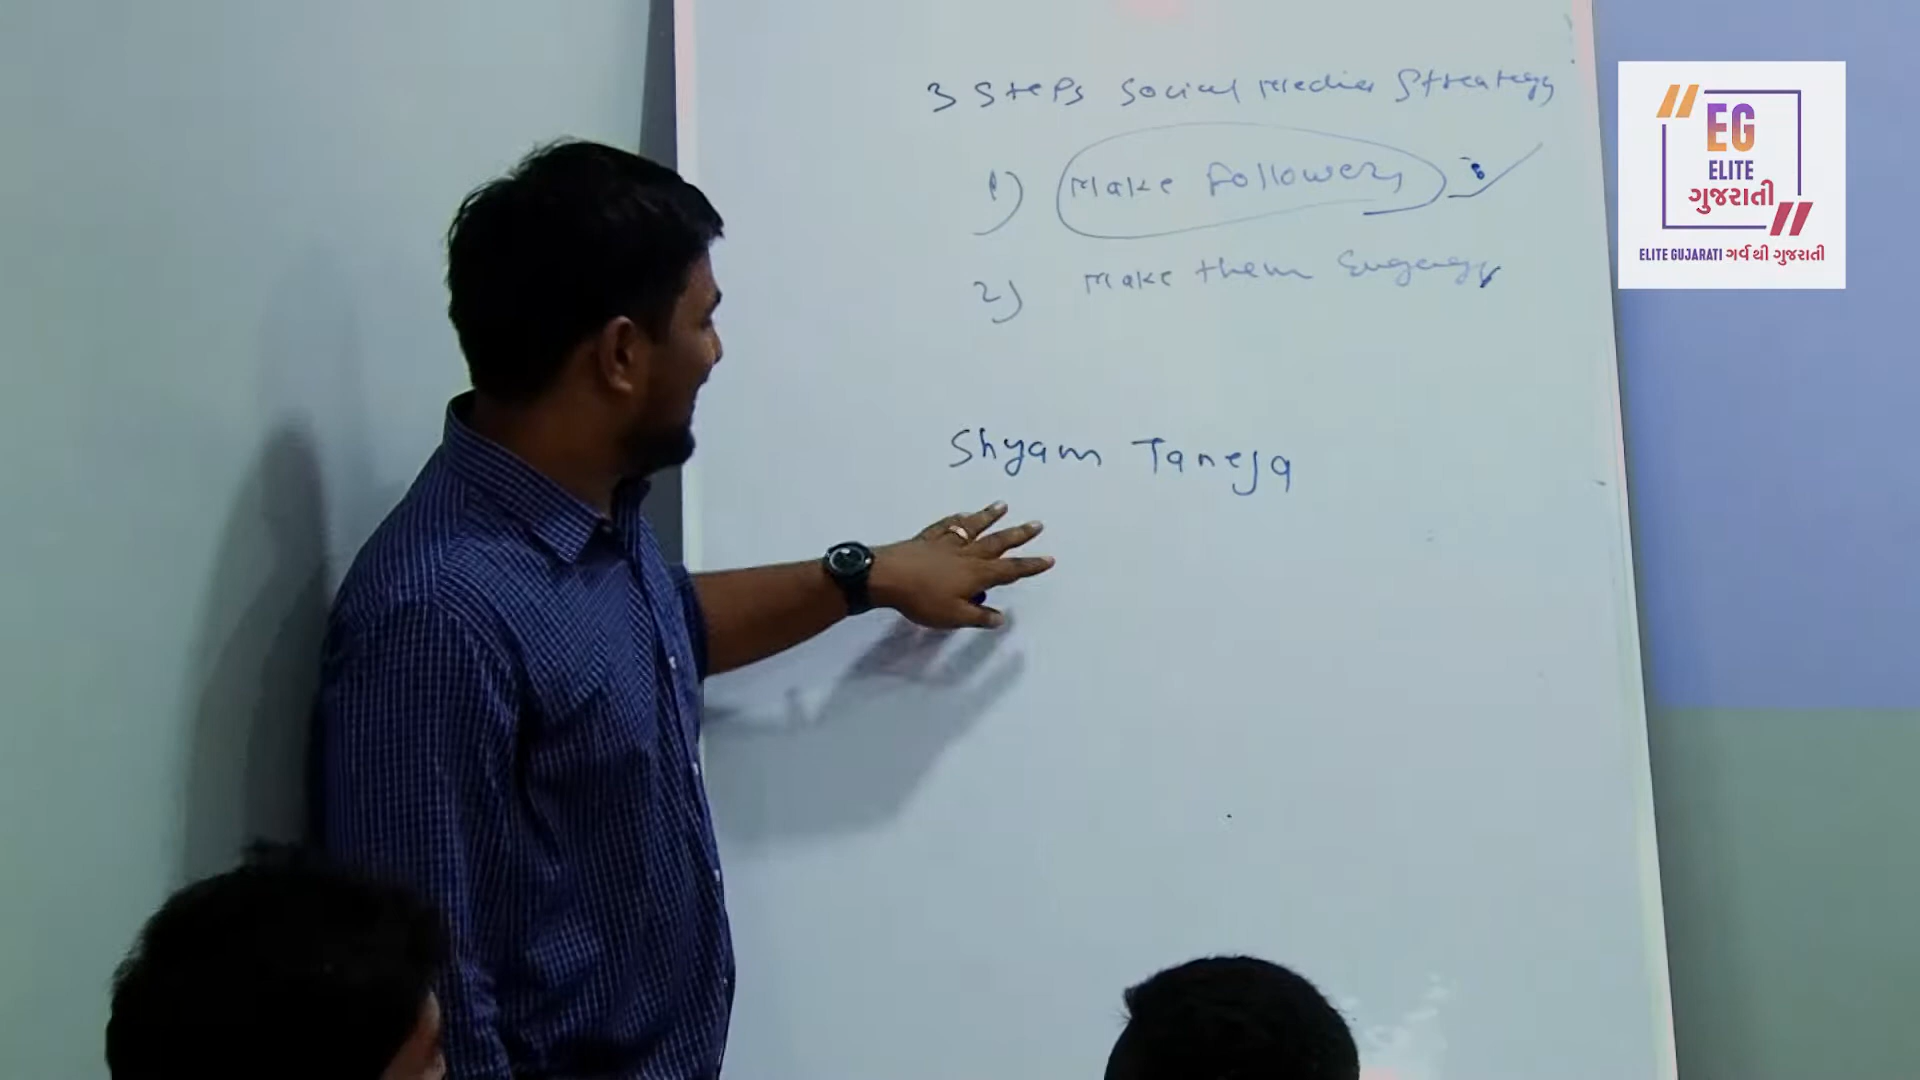 3 Steps Social Media Strategy
1) Make Followers
2) Make them Engage
Shyam Taneja
EG
ELITE
ગુજરાતી
ELITE GUJARATI ગર્વ થી ગુજરાતી